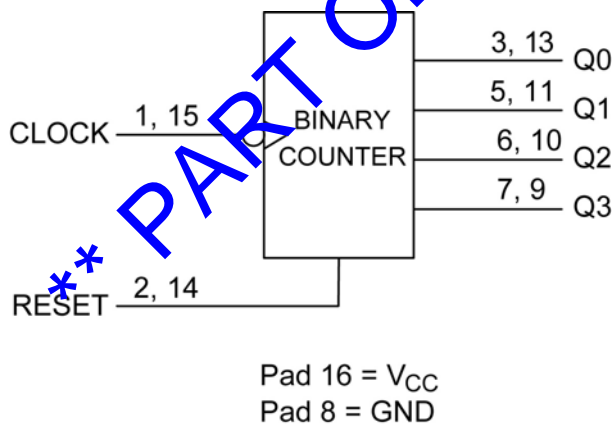 3, 13 Q0
5, 11 Q1
CLOCK 1, 15 BINARY
COUNTER 6, 10 Q2
7, 9 Q3
RESET 2, 14
Pad 16 = VCC
Pad 8 = GND
** PART